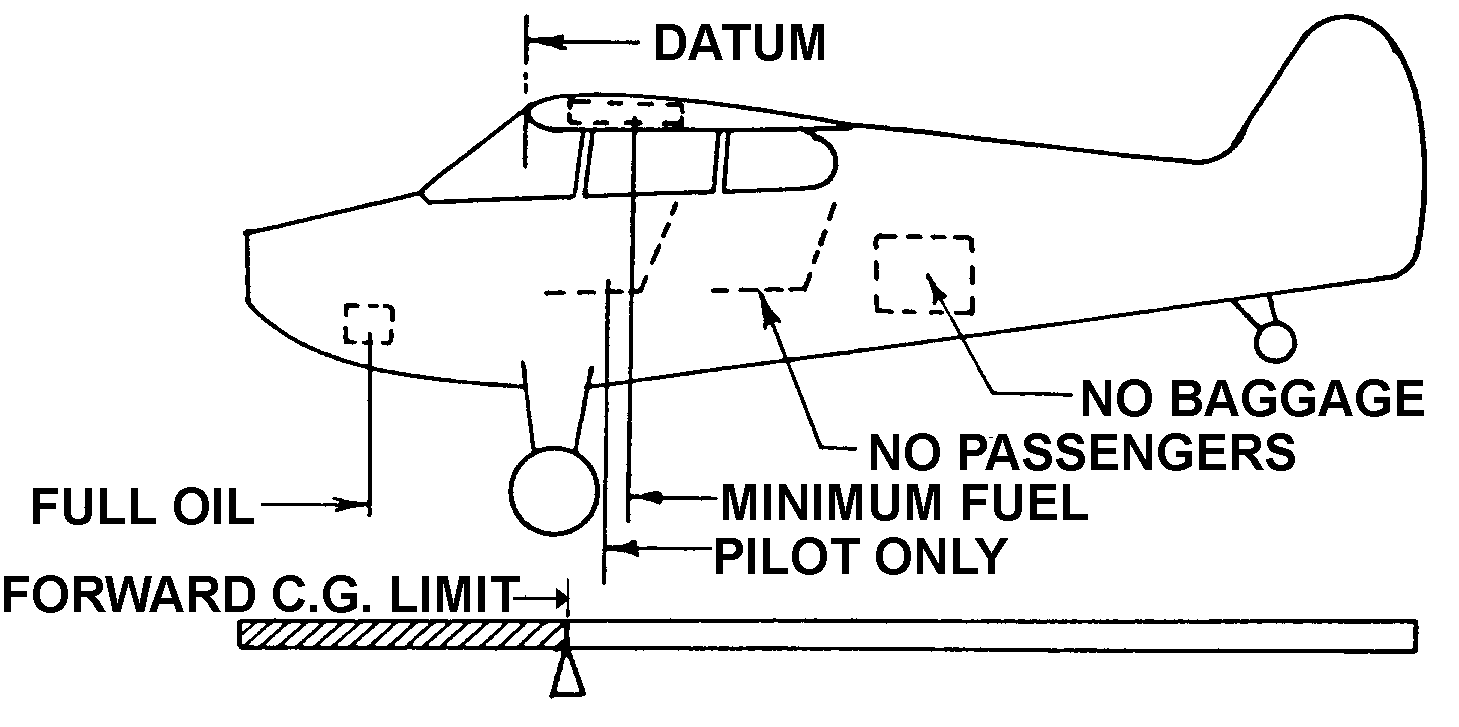 DATUM
NO BAGGAGE
NO PASSENGERS
FULL OIL
MINIMUM FUEL
PILOT ONLY
FORWARD C.G. LIMIT